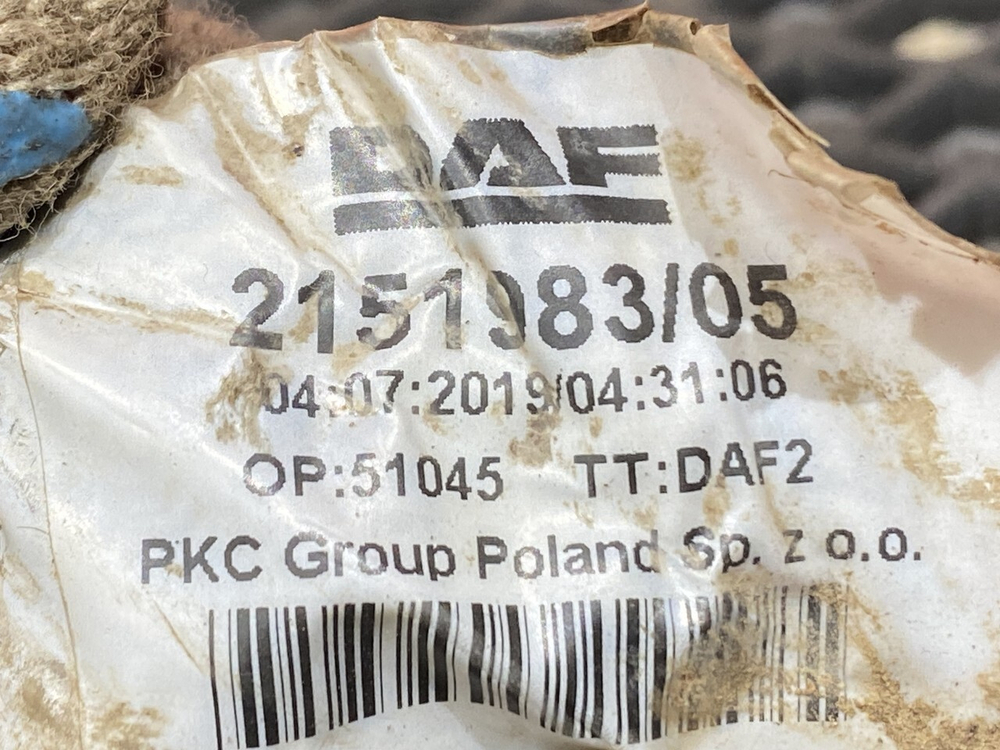 DAF
2151983/05
04:07:2019/04:31:06
OP:51045 TT:DAF2
PKC Group Poland Sp. z o.o.